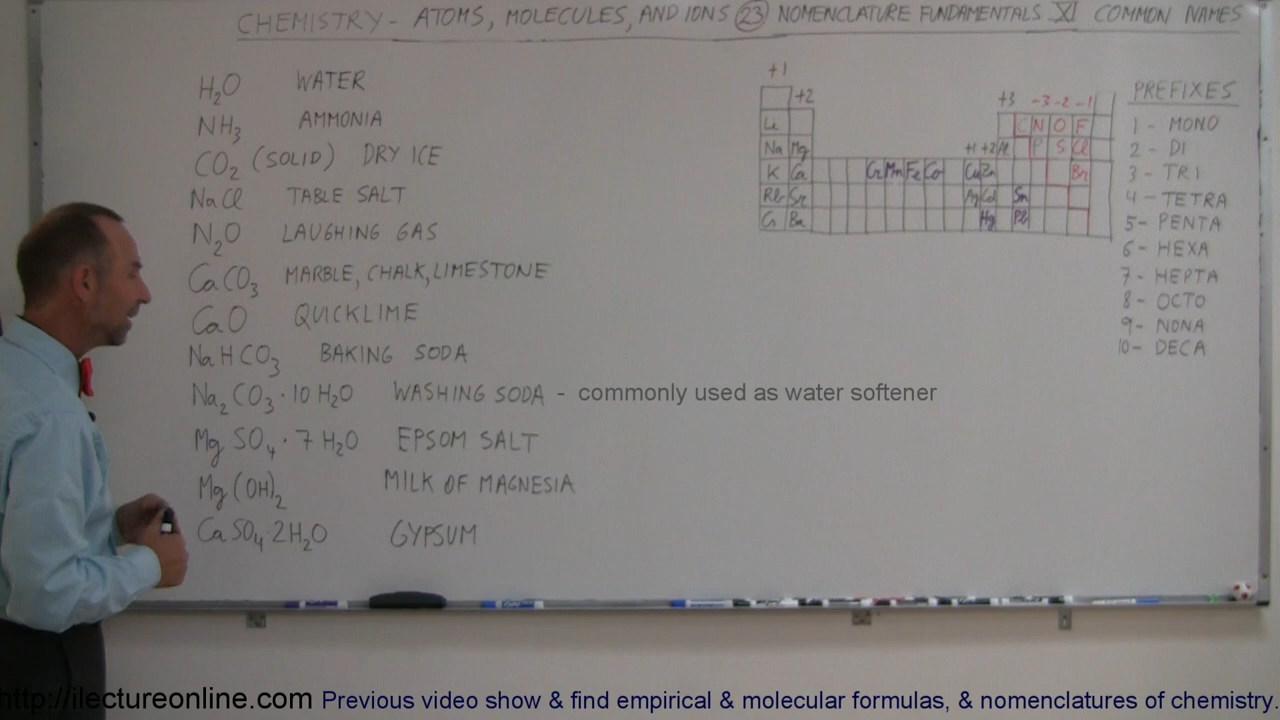 CHEMISTRY - ATOMS, MOLECULES, AND IONS 23 NOMENCLATURE FUNDAMENTALS XI COMMON NAMES
H₂O WATER
NH₃ AMMONIA
CO₂ (SOLID) DRY ICE
NaCl TABLE SALT
N₂O LAUGHING GAS
CaCO₃ MARBLE, CHALK, LIMESTONE
CaO QUICKLIME
NaHCO₃ BAKING SODA
Na₂CO₃·10H₂O WASHING SODA - commonly used as water softener
MgSO₄·7H₂O EPSOM SALT
Mg(OH)₂ MILK OF MAGNESIA
CaSO₄·2H₂O GYPSUM
+1
+2 +3 -3 -2 -1
Li C N O F
Na Mg +1 +2 Al P S Cl
K Ca Cr Mn Fe Co Cu Zn Br
Rb Sr Ag Cd Sn
Cs Ba Hg Pb
PREFIXES
1 - MONO
2 - DI
3 - TRI
4 - TETRA
5 - PENTA
6 - HEXA
7 - HEPTA
8 - OCTO
9 - NONA
10 - DECA
http://ilectureonline.com Previous video show & find empirical & molecular formulas, & nomenclatures of chemistry.